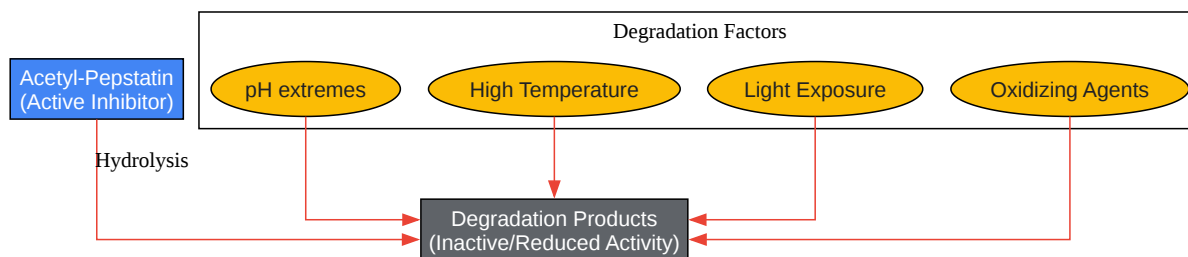 Degradation Factors
Acetyl-Pepstatin
(Active Inhibitor)
pH extremes
High Temperature
Light Exposure
Oxidizing Agents
Hydrolysis
Degradation Products
(Inactive/Reduced Activity)